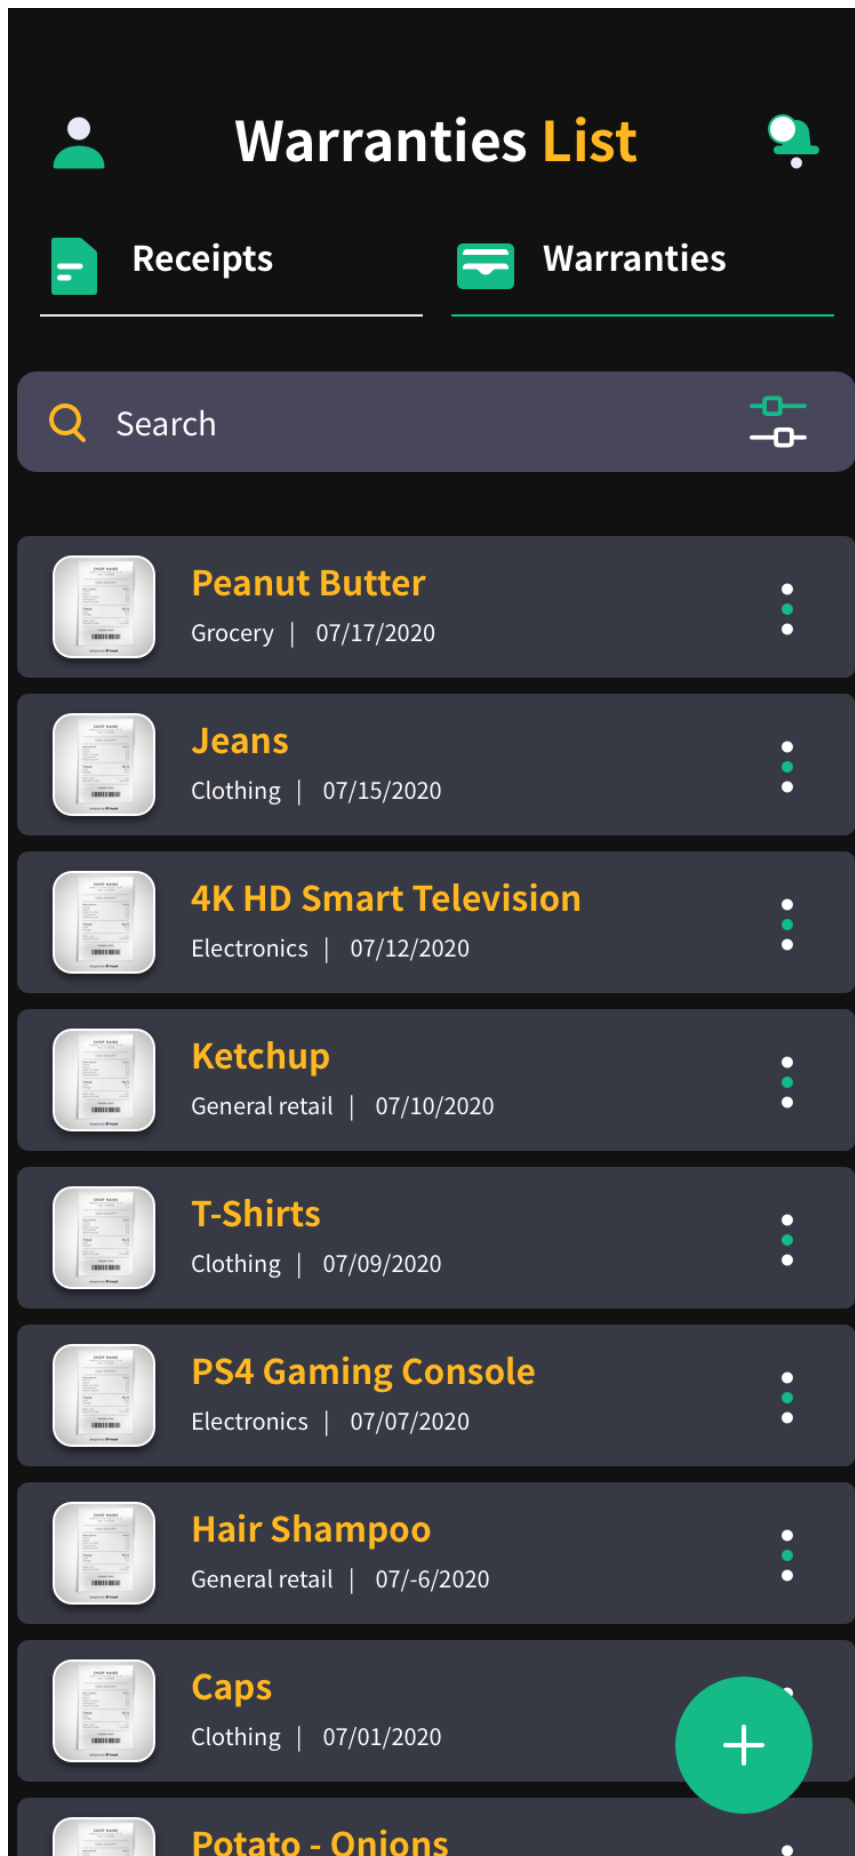 Warranties List
Receipts
Warranties
Search
Peanut Butter
Grocery | 07/17/2020
Jeans
Clothing | 07/15/2020
4K HD Smart Television
Electronics | 07/12/2020
Ketchup
General retail | 07/10/2020
T-Shirts
Clothing | 07/09/2020
PS4 Gaming Console
Electronics | 07/07/2020
Hair Shampoo
General retail | 07/-6/2020
Caps
Clothing | 07/01/2020
Potato - Onions